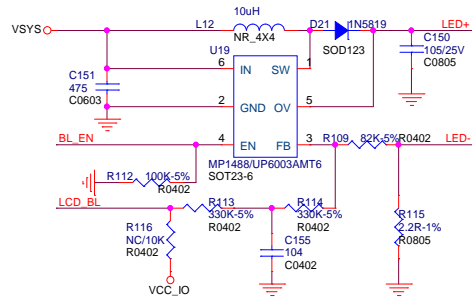 10uH
VSYS
L12
NR_4X4
D21
1N5819
LED+
SOD123
C150
105/25V
C0805
U19
C151
475
C0603
6 IN SW 1
2 GND OV 5
BL_EN
4 EN FB 3
R109
82K-5%
R0402
LED-
MP1488/UP6003AMT6
SOT23-6
R112
100K-5%
R0402
LCD_BL
R113
330K-5%
R0402
R114
330K-5%
R0402
R116
NC/10K
R0402
C155
104
C0402
R115
2.2R-1%
R0805
VCC_IO